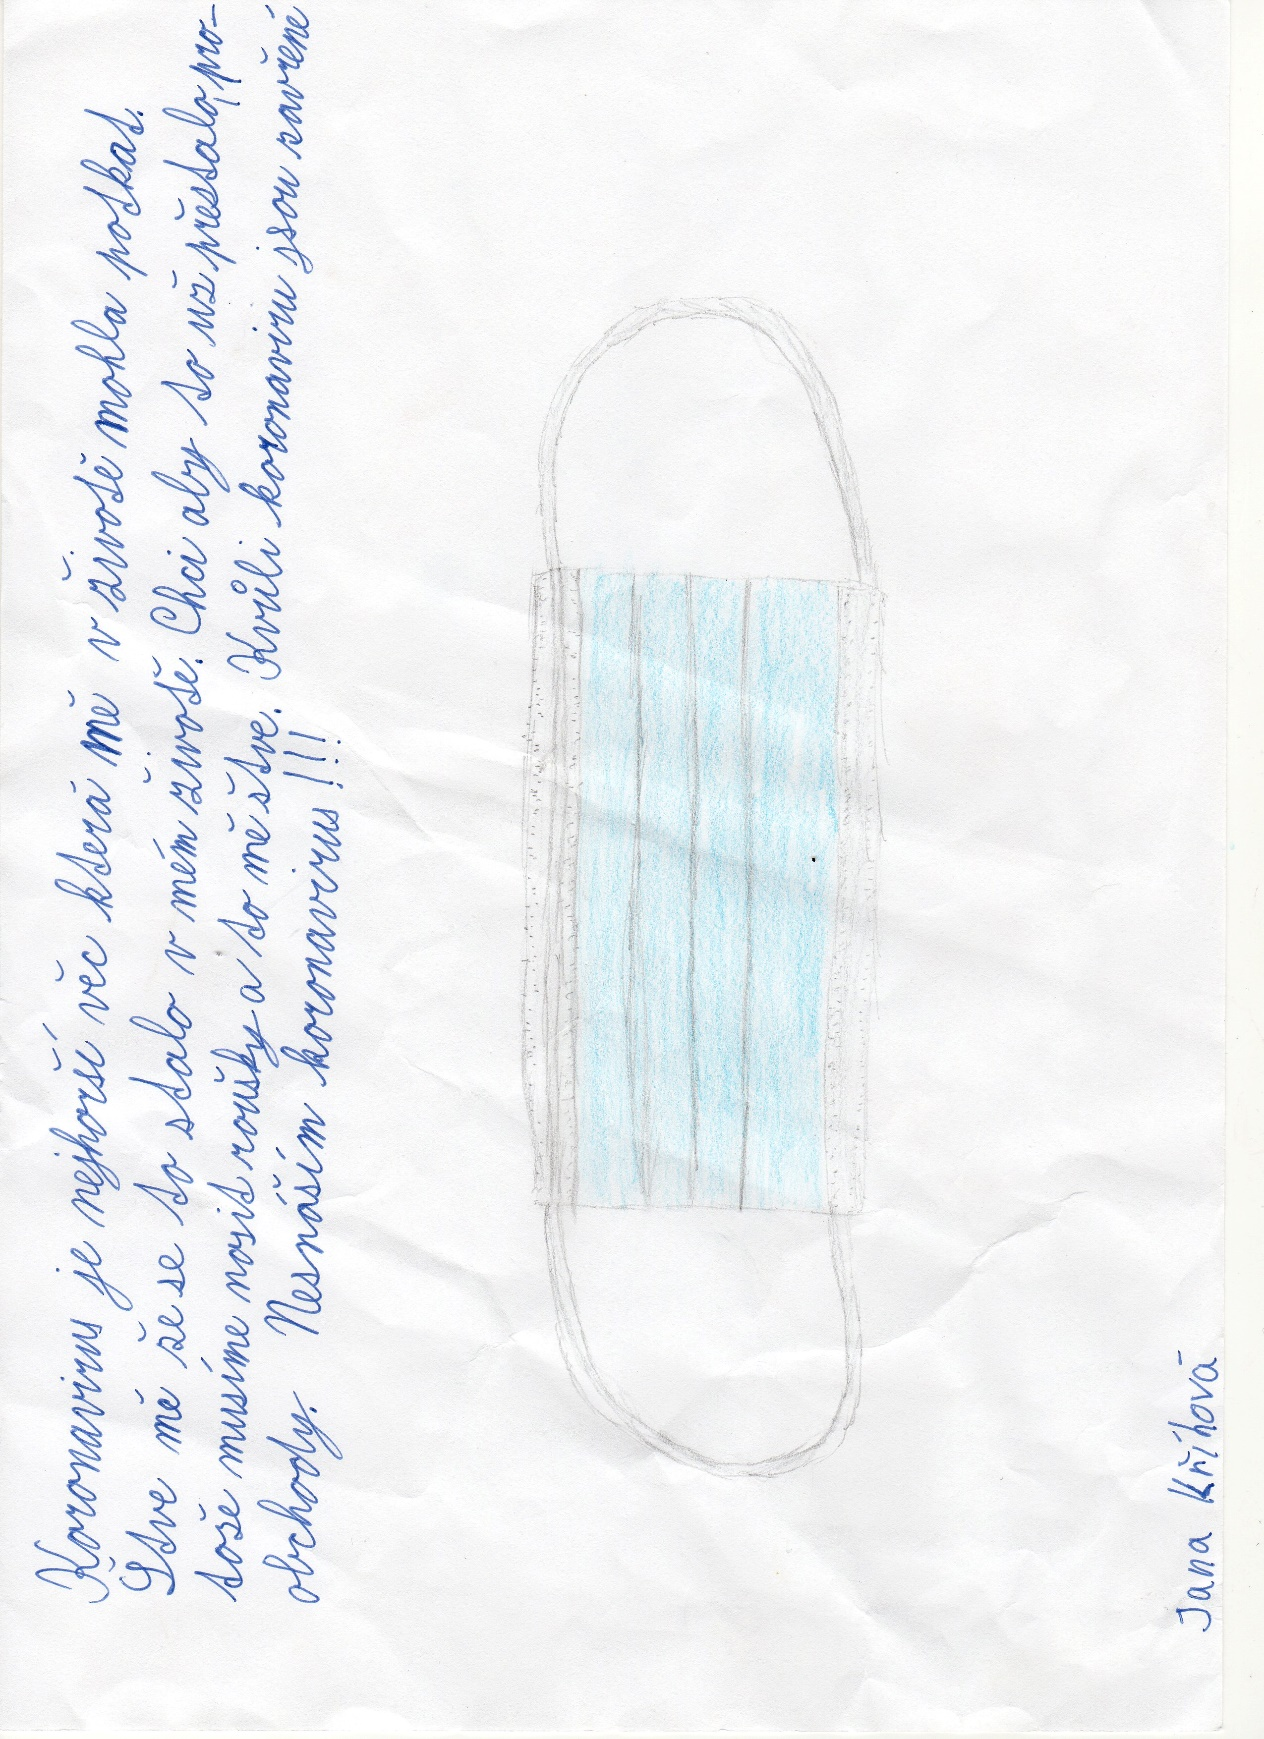 Koronavirus je nejhorší věc která mě v životě mohla potkat.
Štve mě že se to stalo v mém životě. Chci aby to už přestalo, pro-
tože musíme nosit roušky a to mě štve. Kvůli koronaviru jsou zavřené
obchody. Nesnáším koronavirus!!!
Jana Kříhová